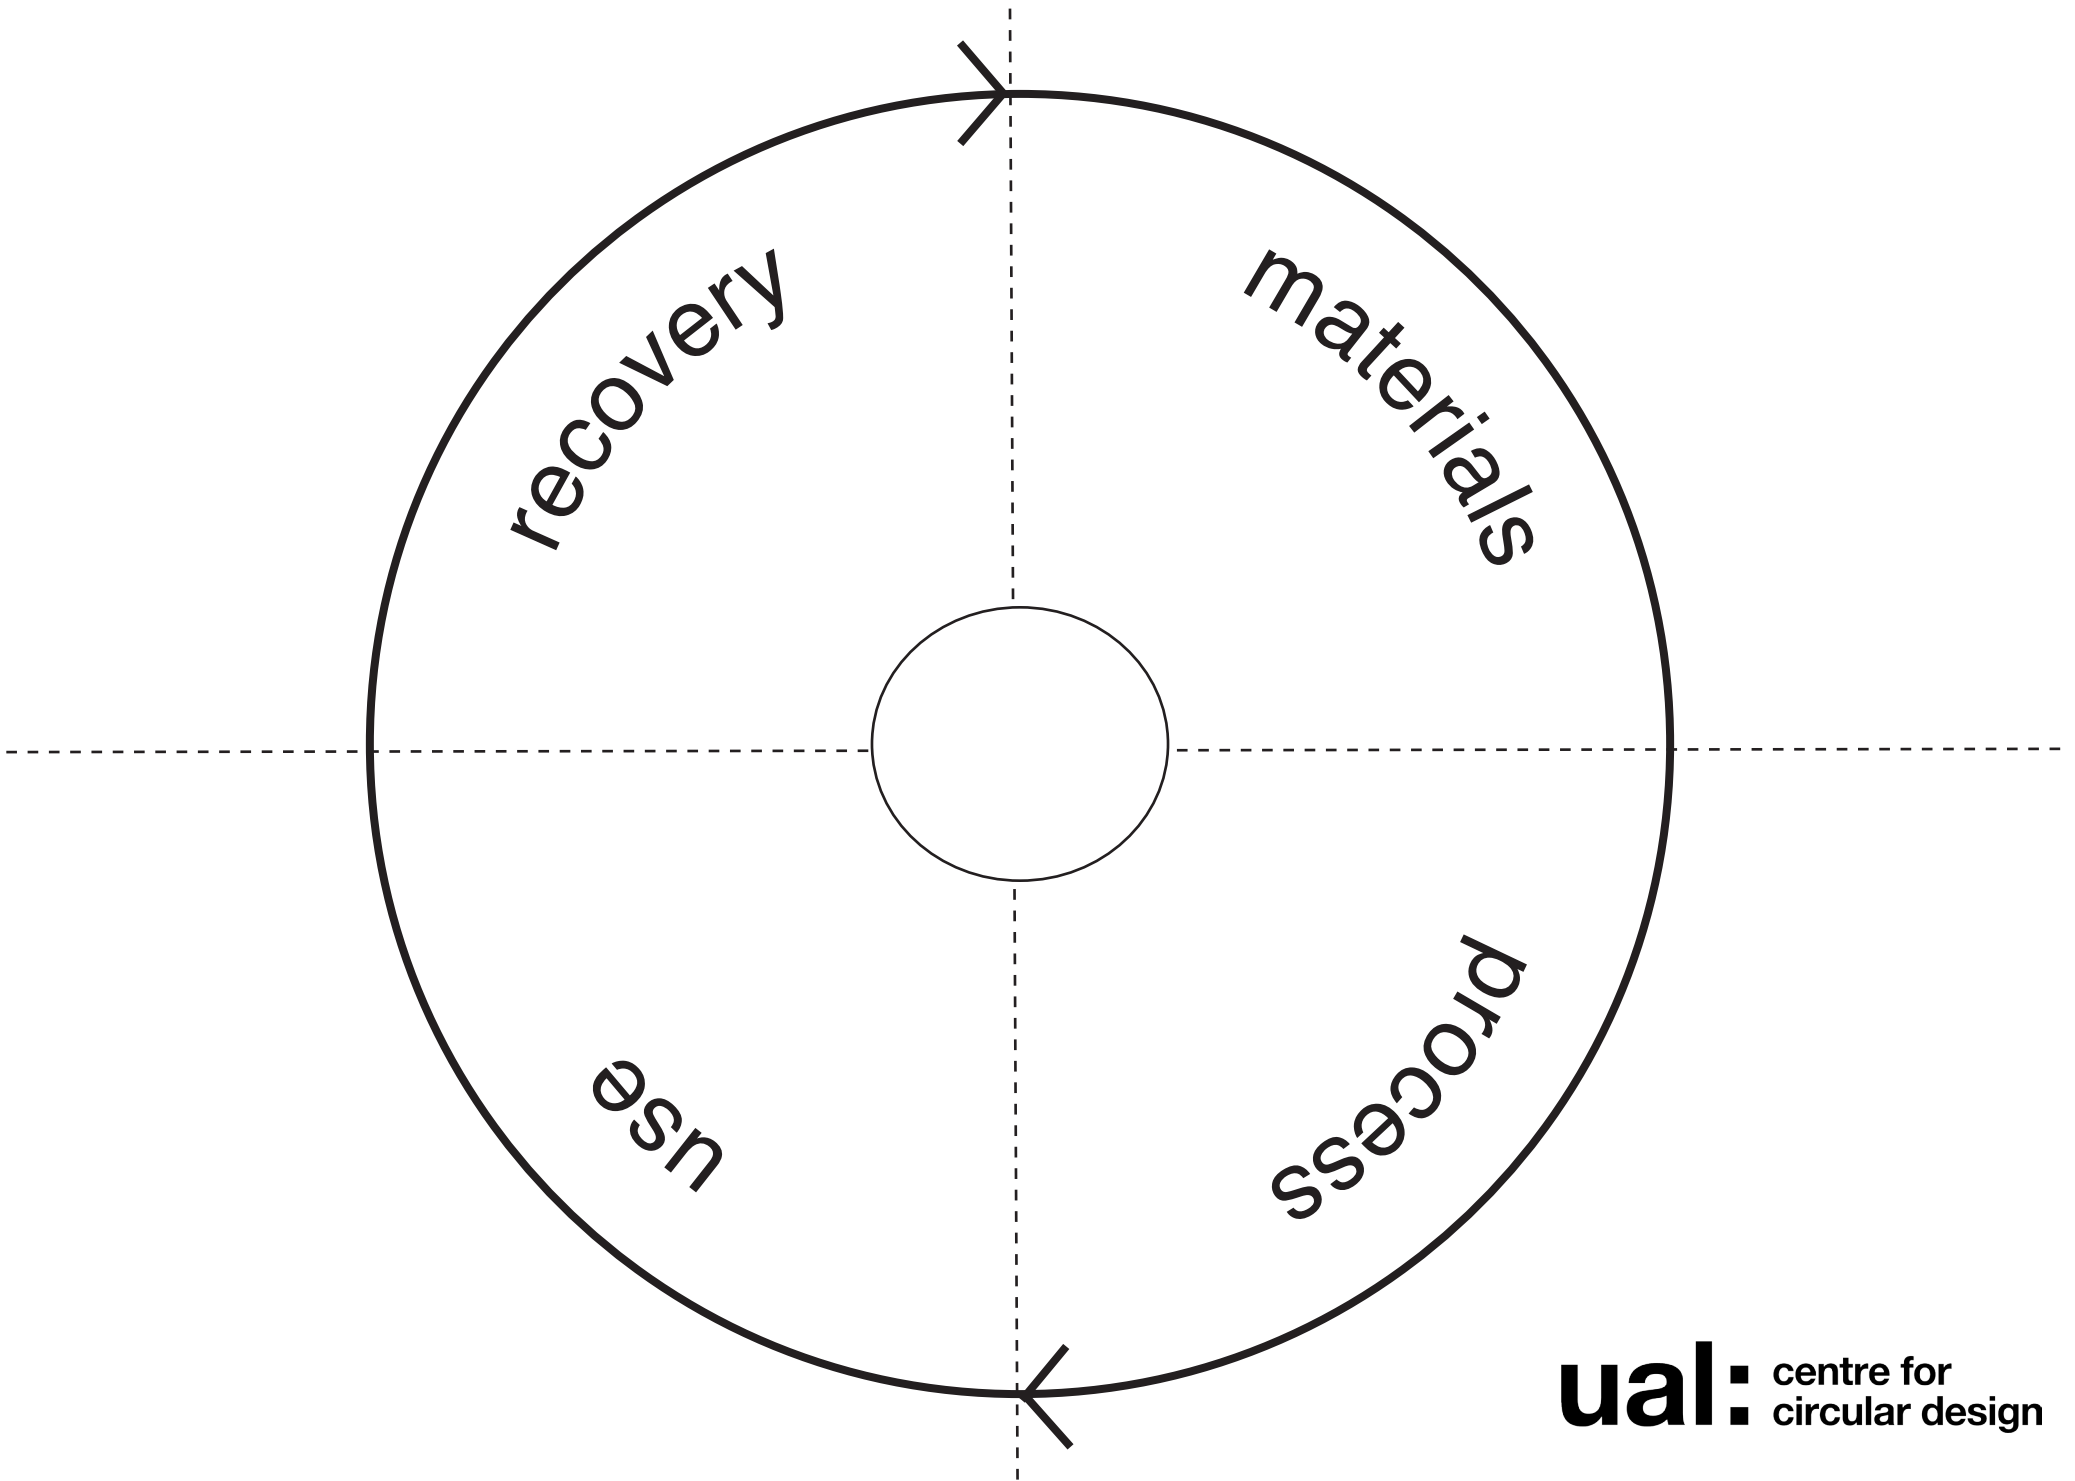 recovery
materials
process
use
ual: centre for
circular design